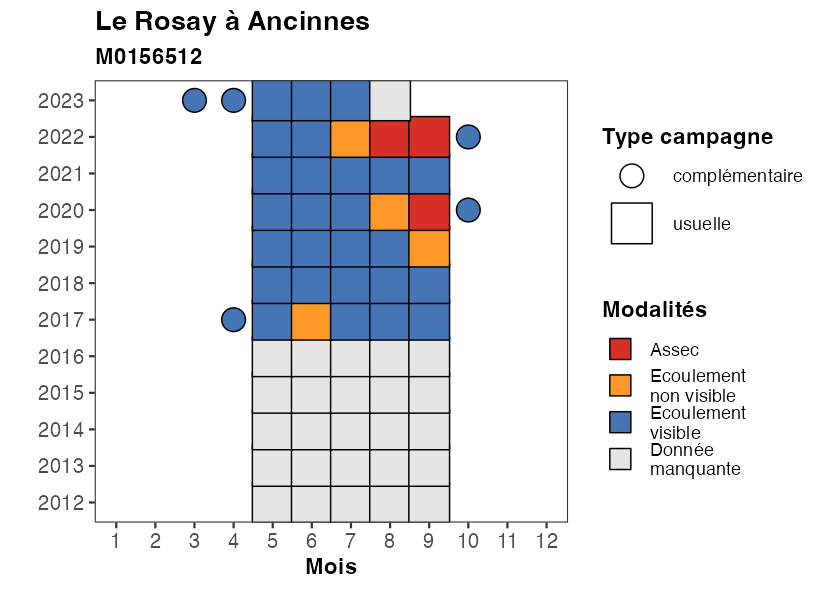 Le Rosay à Ancinnes
M0156512
2023
2022
2021
2020
2019
2018
2017
2016
2015
2014
2013
2012
1 2 3 4 5 6 7 8 9 10 11 12
Mois
Type campagne
complémentaire
usuelle
Modalités
Assec
Ecoulement
non visible
Ecoulement
visible
Donnée
manquante